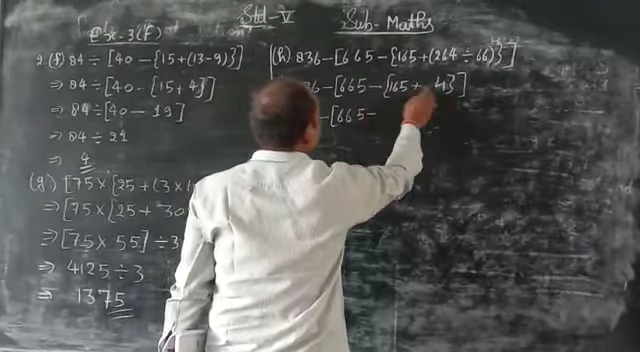 Std-V
Sub- Maths
Ex-3(F)
2.(f) 84 ÷ [40 - {15+(13-9)}]
⇒ 84 ÷ [40 - {15+4}]
⇒ 84 ÷ [40 - 19]
⇒ 84 ÷ 21
⇒ 4
(g) [75 × {25 + (3 × 1
⇒ [75 × {25 + 30
⇒ [75 × 55] ÷ 3
⇒ 4125 ÷ 3
⇒ 1375
(h) 836 - [665 - {165 + (264 ÷ 66)}]
36 - [665 - {165 + 4}]
- [665 -